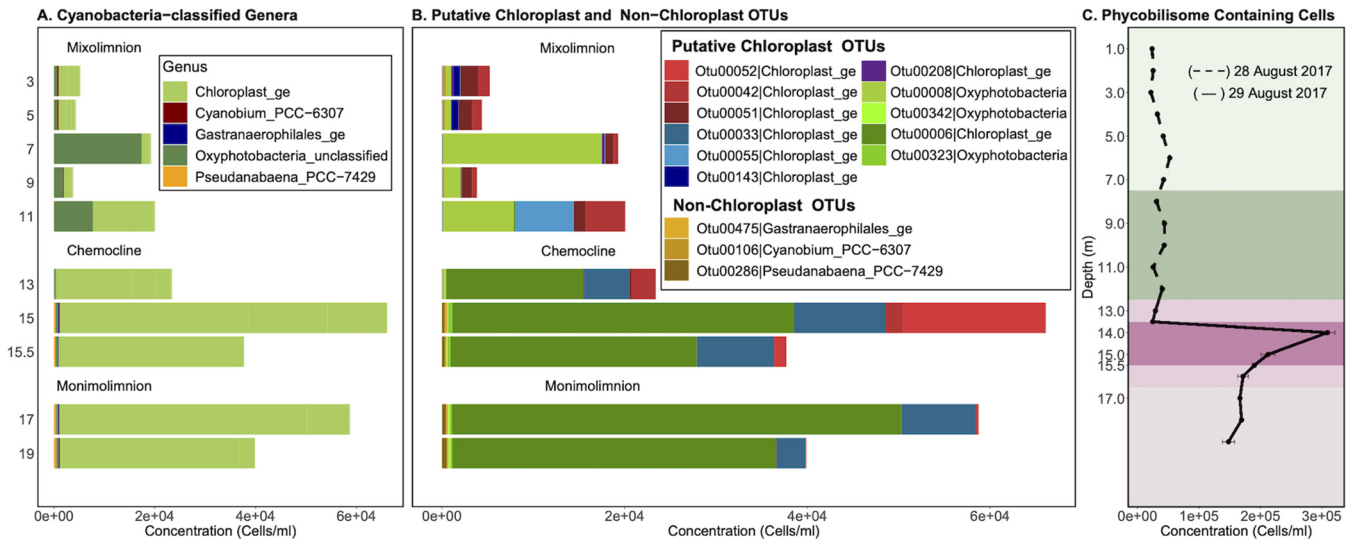 A. Cyanobacteria−classified Genera
Mixolimnion
3
5
7
9
11
Chemocline
13
15
15.5
Monimolimnion
17
19
Genus
Chloroplast_ge
Cyanobium_PCC−6307
Gastranaerophilales_ge
Oxyphotobacteria_unclassified
Pseudanabaena_PCC−7429
0e+00 2e+04 4e+04 6e+04
Concentration (Cells/ml)
B. Putative Chloroplast and Non−Chloroplast OTUs
Mixolimnion
Chemocline
Monimolimnion
Putative Chloroplast OTUs
Otu00052|Chloroplast_ge
Otu00042|Chloroplast_ge
Otu00051|Chloroplast_ge
Otu00033|Chloroplast_ge
Otu00055|Chloroplast_ge
Otu00143|Chloroplast_ge
Otu00208|Chloroplast_ge
Otu00008|Oxyphotobacteria
Otu00342|Oxyphotobacteria
Otu00006|Chloroplast_ge
Otu00323|Oxyphotobacteria
Non−Chloroplast OTUs
Otu00475|Gastranaerophilales_ge
Otu00106|Cyanobium_PCC−6307
Otu00286|Pseudanabaena_PCC−7429
0e+00 2e+04 4e+04 6e+04
Concentration (Cells/ml)
C. Phycobilisome Containing Cells
Depth (m)
1.0
3.0
5.0
7.0
9.0
11.0
13.0
14.0
15.0
15.5
17.0
(− − −) 28 August 2017
(—) 29 August 2017
0e+00 1e+05 2e+05 3e+05
Concentration (Cells/ml)